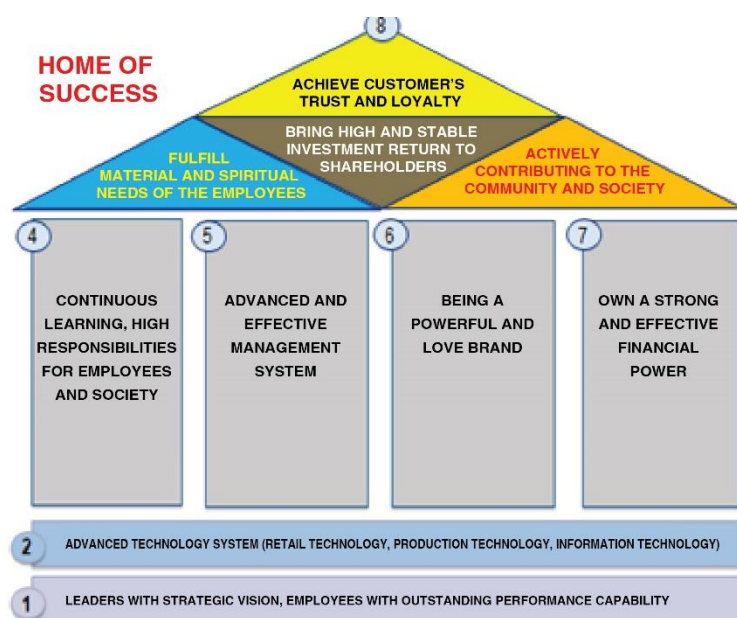 8
HOME OF
SUCCESS
ACHIEVE CUSTOMER'S
TRUST AND LOYALTY
BRING HIGH AND STABLE
INVESTMENT RETURN TO
SHAREHOLDERS
FULFILL
MATERIAL AND SPIRITUAL
NEEDS OF THE EMPLOYEES
ACTIVELY
CONTRIBUTING TO THE
COMMUNITY AND SOCIETY
4
CONTINUOUS
LEARNING, HIGH
RESPONSIBILITIES
FOR EMPLOYEES
AND SOCIETY
5
ADVANCED AND
EFFECTIVE
MANAGEMENT
SYSTEM
6
BEING A
POWERFUL AND
LOVE BRAND
7
OWN A STRONG
AND EFFECTIVE
FINANCIAL
POWER
2 ADVANCED TECHNOLOGY SYSTEM (RETAIL TECHNOLOGY, PRODUCTION TECHNOLOGY, INFORMATION TECHNOLOGY)
1 LEADERS WITH STRATEGIC VISION, EMPLOYEES WITH OUTSTANDING PERFORMANCE CAPABILITY